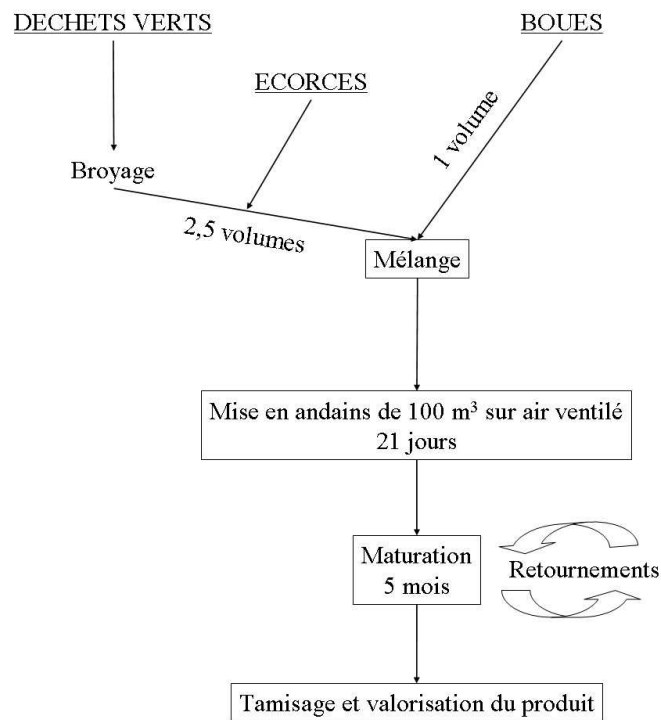 DECHETS VERTS
BOUES
ECORCES
1 volume
Broyage
2,5 volumes
Mélange
Mise en andains de 100 m³ sur air ventilé
21 jours
Maturation
5 mois
Retournements
Tamisage et valorisation du produit